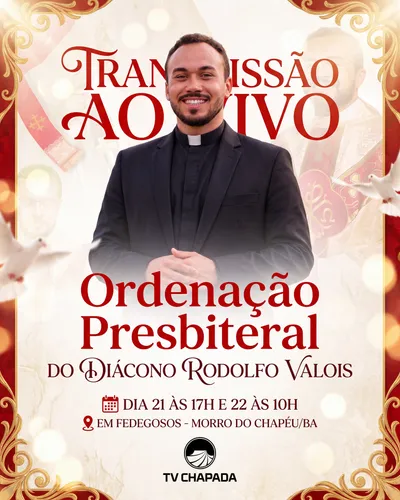 TRANSMISSÃO
AO VIVO
Ordenação
Presbiteral
DO DIÁCONO RODOLFO VALOIS
DIA 21 ÀS 17H E 22 ÀS 10H
EM FEDEGOSOS - MORRO DO CHAPÉU/BA
TV CHAPADA